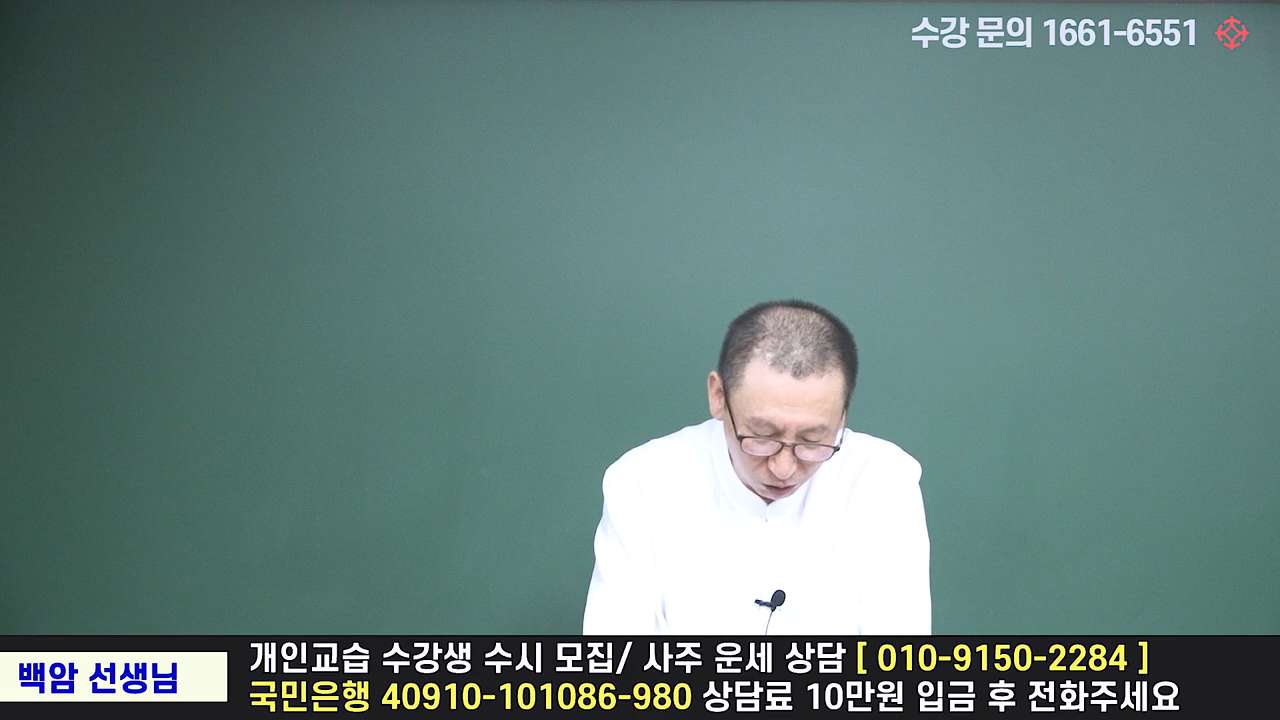 수강 문의 1661-6551
백암 선생님
개인교습 수강생 수시 모집/ 사주 운세 상담 [ 010-9150-2284 ]
국민은행 40910-101086-980 상담료 10만원 입금 후 전화주세요